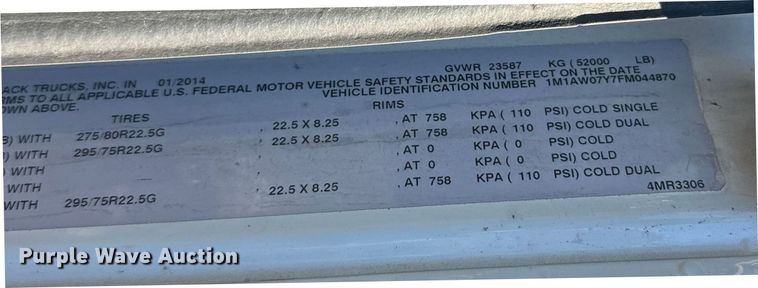 GVWR 23587 KG ( 52000 LB)
ACK TRUCKS, INC. IN 01/2014
RMS TO ALL APPLICABLE U.S. FEDERAL MOTOR VEHICLE SAFETY STANDARDS IN EFFECT ON THE DATE
OWN ABOVE. VEHICLE IDENTIFICATION NUMBER 1M1AW07Y7FM044870
TIRES RIMS
) WITH 275/80R22.5G , 22.5 X 8.25 , AT 758 KPA ( 110 PSI) COLD SINGLE
) WITH 295/75R22.5G , 22.5 X 8.25 , AT 758 KPA ( 110 PSI) COLD DUAL
) WITH , AT 0 KPA ( 0 PSI) COLD
WITH , AT 0 KPA ( 0 PSI) COLD
WITH 295/75R22.5G , 22.5 X 8.25 , AT 758 KPA ( 110 PSI) COLD DUAL
4MR3306
Purple Wave Auction